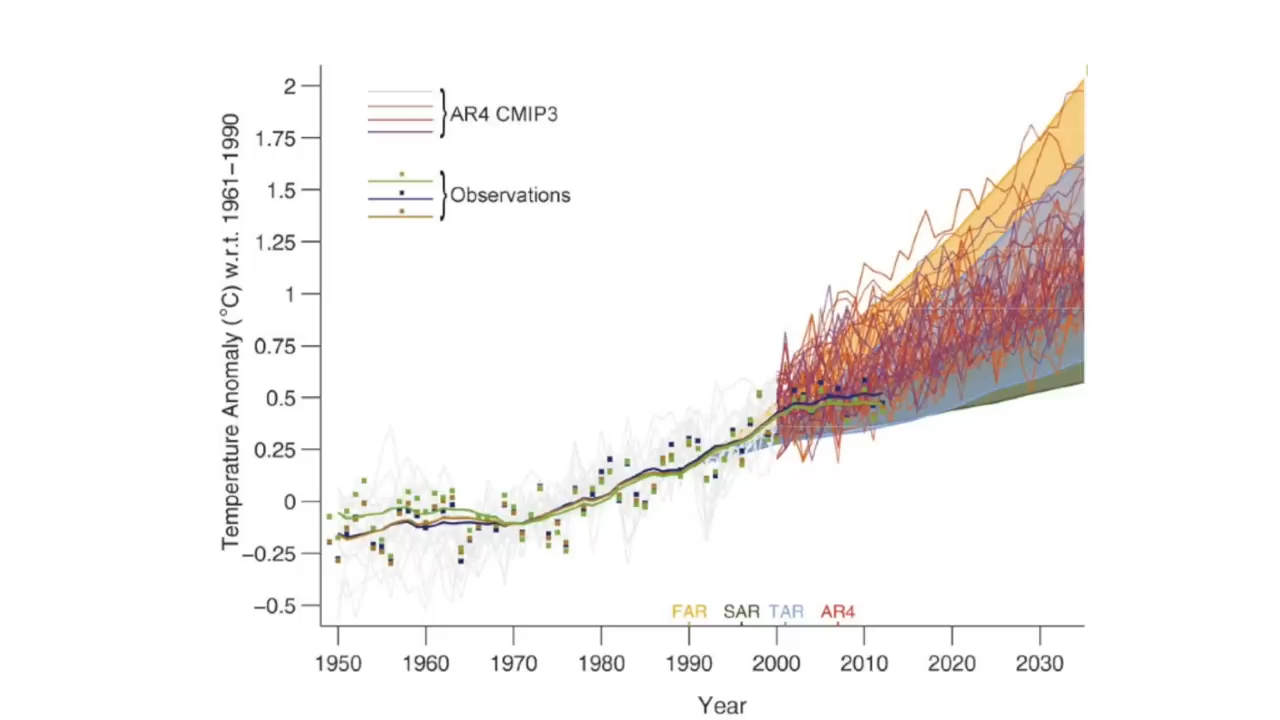 AR4 CMIP3
Observations
Temperature Anomaly (°C) w.r.t. 1961–1990
2
1.75
1.5
1.25
1
0.75
0.5
0.25
0
−0.25
−0.5
FAR SAR TAR AR4
1950 1960 1970 1980 1990 2000 2010 2020 2030
Year